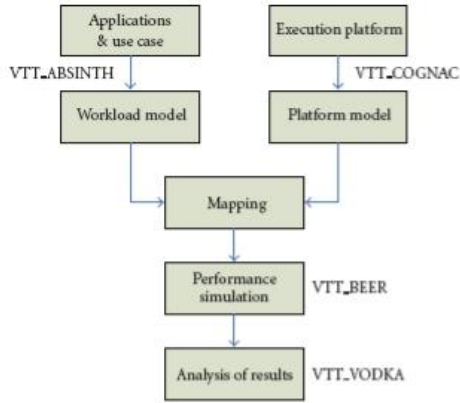 Applications
& use case
Execution platform
VTT_ABSINTH
VTT_COGNAC
Workload model
Platform model
Mapping
Performance
simulation
VTT_BEER
Analysis of results
VTT_VODKA